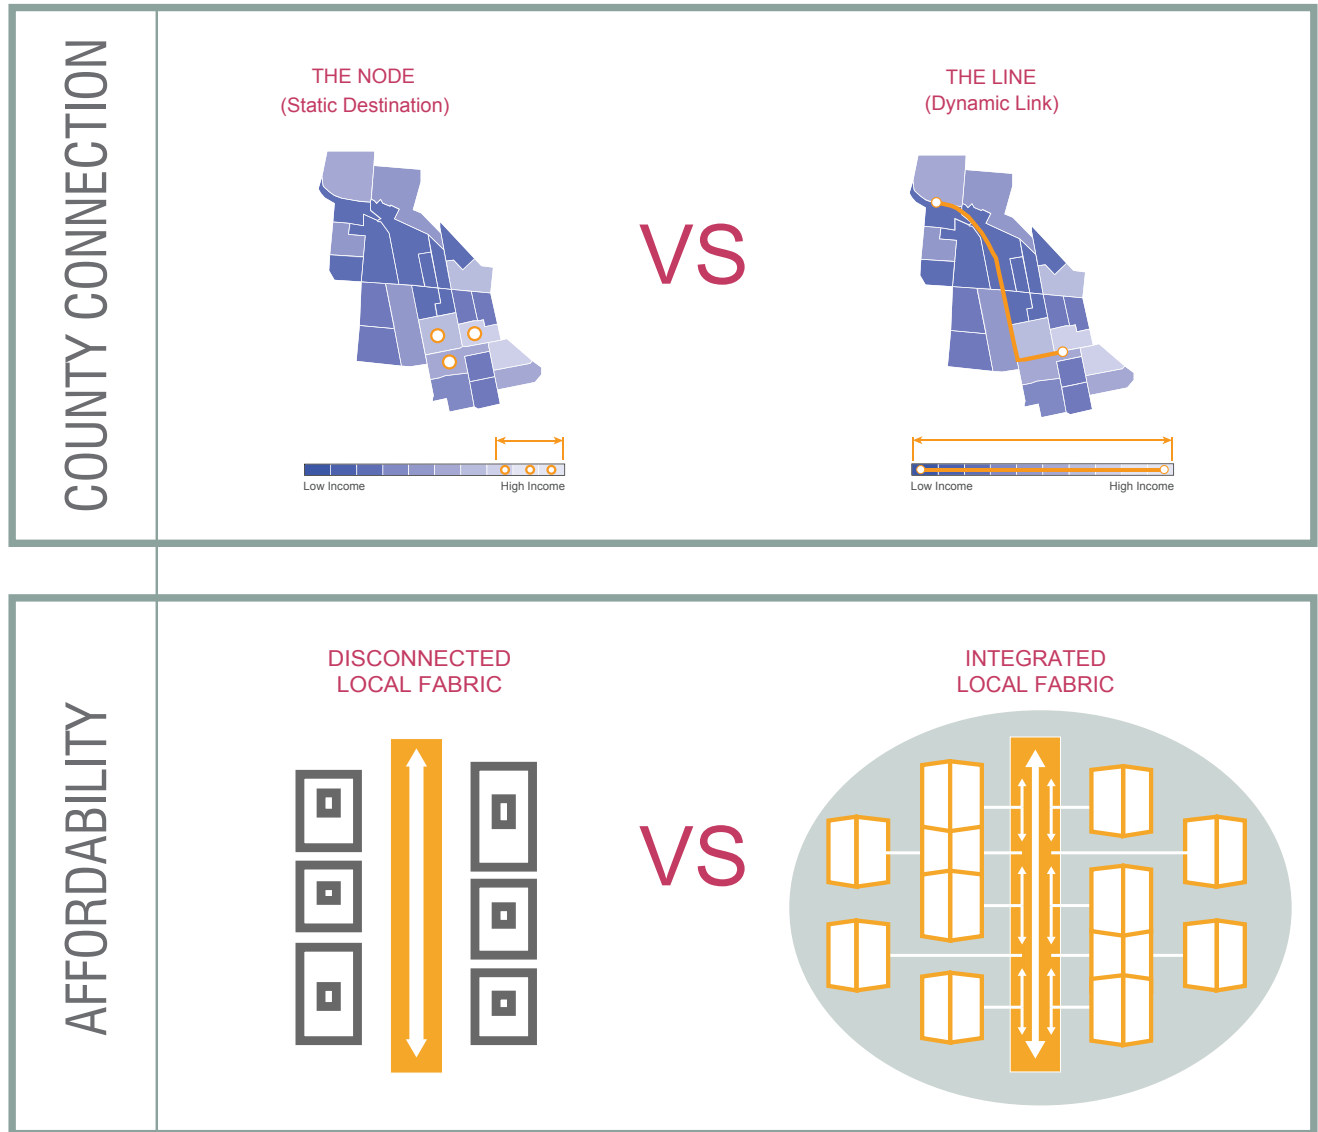 COUNTY CONNECTION
THE NODE
(Static Destination)
VS
THE LINE
(Dynamic Link)
Low Income
High Income
Low Income
High Income
AFFORDABILITY
DISCONNECTED
LOCAL FABRIC
VS
INTEGRATED
LOCAL FABRIC